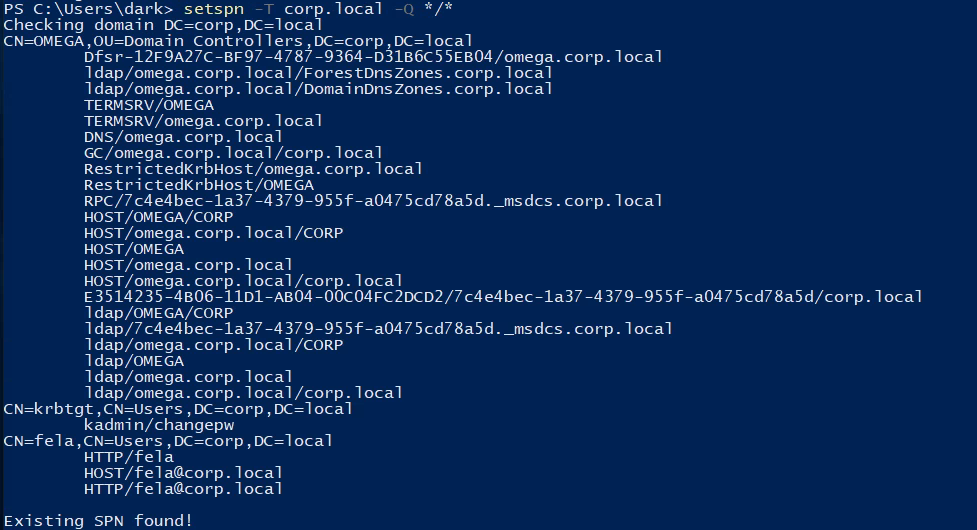 PS C:\Users\dark> setspn -T corp.local -Q */*
Checking domain DC=corp,DC=local
CN=OMEGA,OU=Domain Controllers,DC=corp,DC=local
Dfsr-12F9A27C-BF97-4787-9364-D31B6C55EB04/omega.corp.local
ldap/omega.corp.local/ForestDnsZones.corp.local
ldap/omega.corp.local/DomainDnsZones.corp.local
TERMSRV/OMEGA
TERMSRV/omega.corp.local
DNS/omega.corp.local
GC/omega.corp.local/corp.local
RestrictedKrbHost/omega.corp.local
RestrictedKrbHost/OMEGA
RPC/7c4e4bec-1a37-4379-955f-a0475cd78a5d._msdcs.corp.local
HOST/OMEGA/CORP
HOST/omega.corp.local/CORP
HOST/OMEGA
HOST/omega.corp.local
HOST/omega.corp.local/corp.local
E3514235-4B06-11D1-AB04-00C04FC2DCD2/7c4e4bec-1a37-4379-955f-a0475cd78a5d/corp.local
ldap/OMEGA/CORP
ldap/7c4e4bec-1a37-4379-955f-a0475cd78a5d._msdcs.corp.local
ldap/omega.corp.local/CORP
ldap/OMEGA
ldap/omega.corp.local
ldap/omega.corp.local/corp.local
CN=krbtgt,CN=Users,DC=corp,DC=local
kadmin/changepw
CN=fela,CN=Users,DC=corp,DC=local
HTTP/fela
HOST/fela@corp.local
HTTP/fela@corp.local
Existing SPN found!